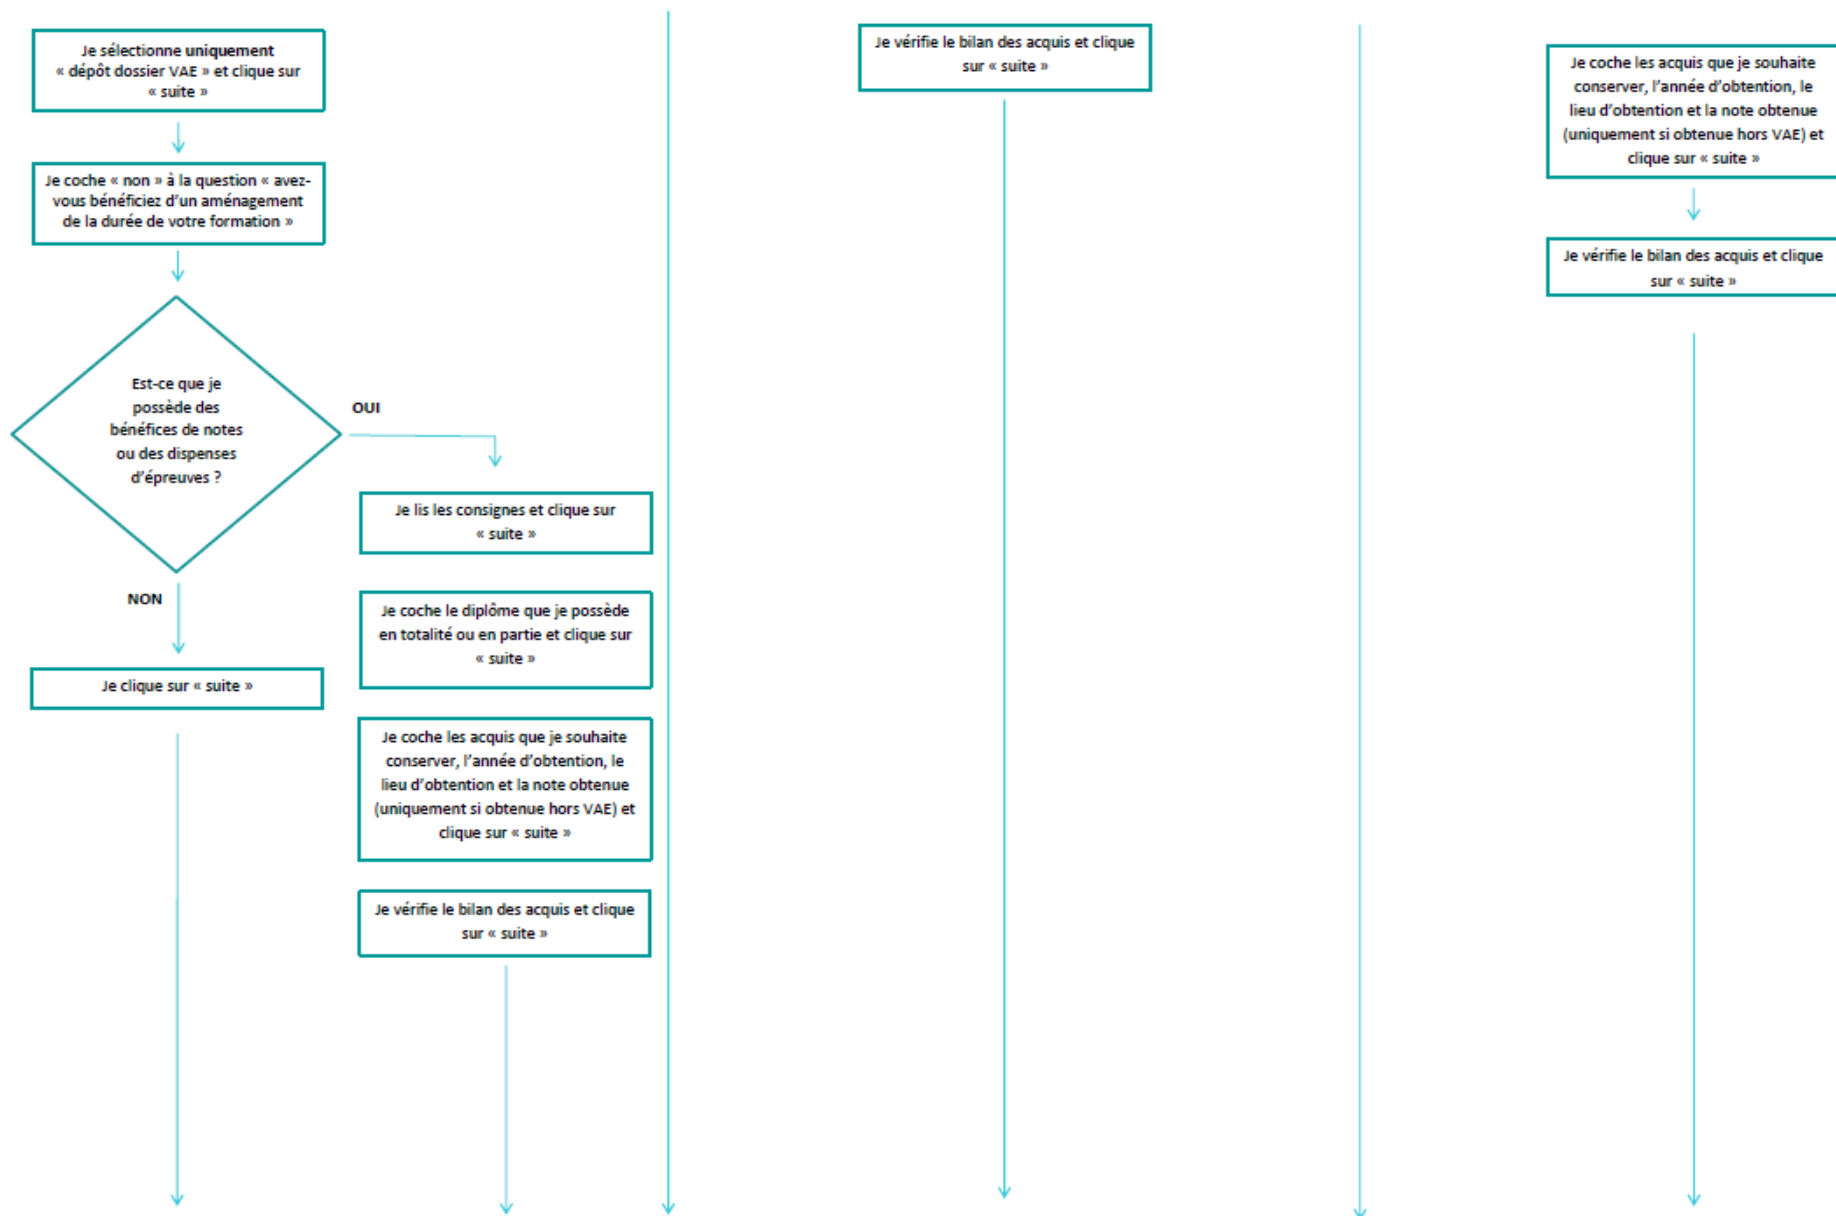 Je sélectionne uniquement
« dépôt dossier VAE » et clique sur
« suite »
Je coche « non » à la question « avez-
vous bénéficiez d’un aménagement
de la durée de votre formation »
Est-ce que je
possède des
bénéfices de notes
ou des dispenses
d’épreuves ?
OUI
NON
Je clique sur « suite »
Je lis les consignes et clique sur
« suite »
Je coche le diplôme que je possède
en totalité ou en partie et clique sur
« suite »
Je coche les acquis que je souhaite
conserver, l’année d’obtention, le
lieu d’obtention et la note obtenue
(uniquement si obtenue hors VAE) et
clique sur « suite »
Je vérifie le bilan des acquis et clique
sur « suite »
Je vérifie le bilan des acquis et clique
sur « suite »
Je coche les acquis que je souhaite
conserver, l’année d’obtention, le
lieu d’obtention et la note obtenue
(uniquement si obtenue hors VAE) et
clique sur « suite »
Je vérifie le bilan des acquis et clique
sur « suite »